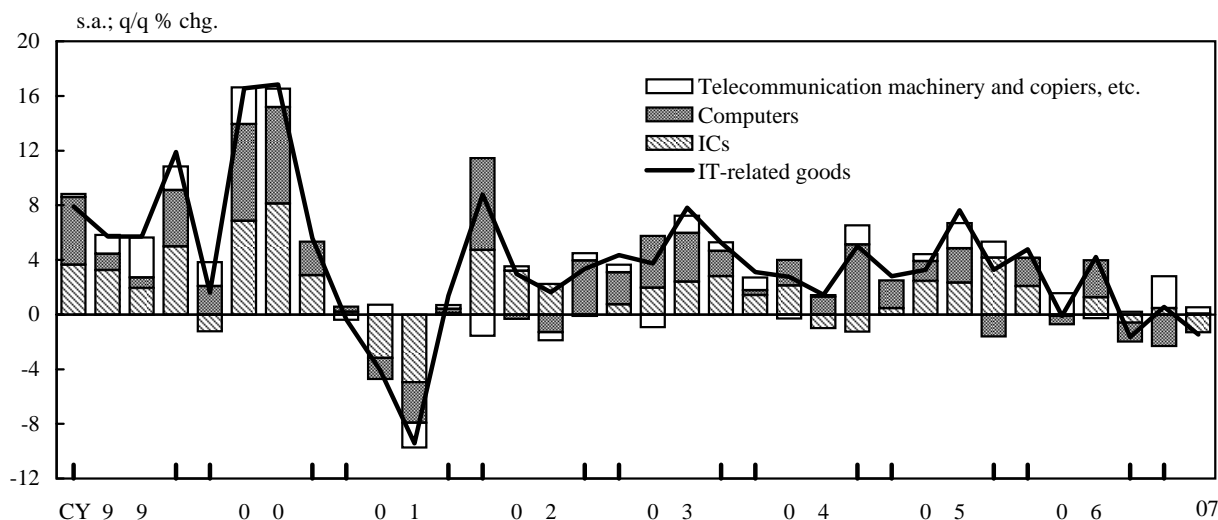 s.a.; q/q % chg.
20
16
12
8
4
0
-4
-8
-12
Telecommunication machinery and copiers, etc.
Computers
ICs
IT-related goods
CY 9 9 0 0 0 1 0 2 0 3 0 4 0 5 0 6 07